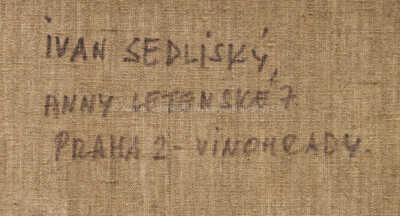 IVAN SEDLISKÝ,
ANNY LETENSKÉ 7
PRAHA 2 - VINOHRADY.